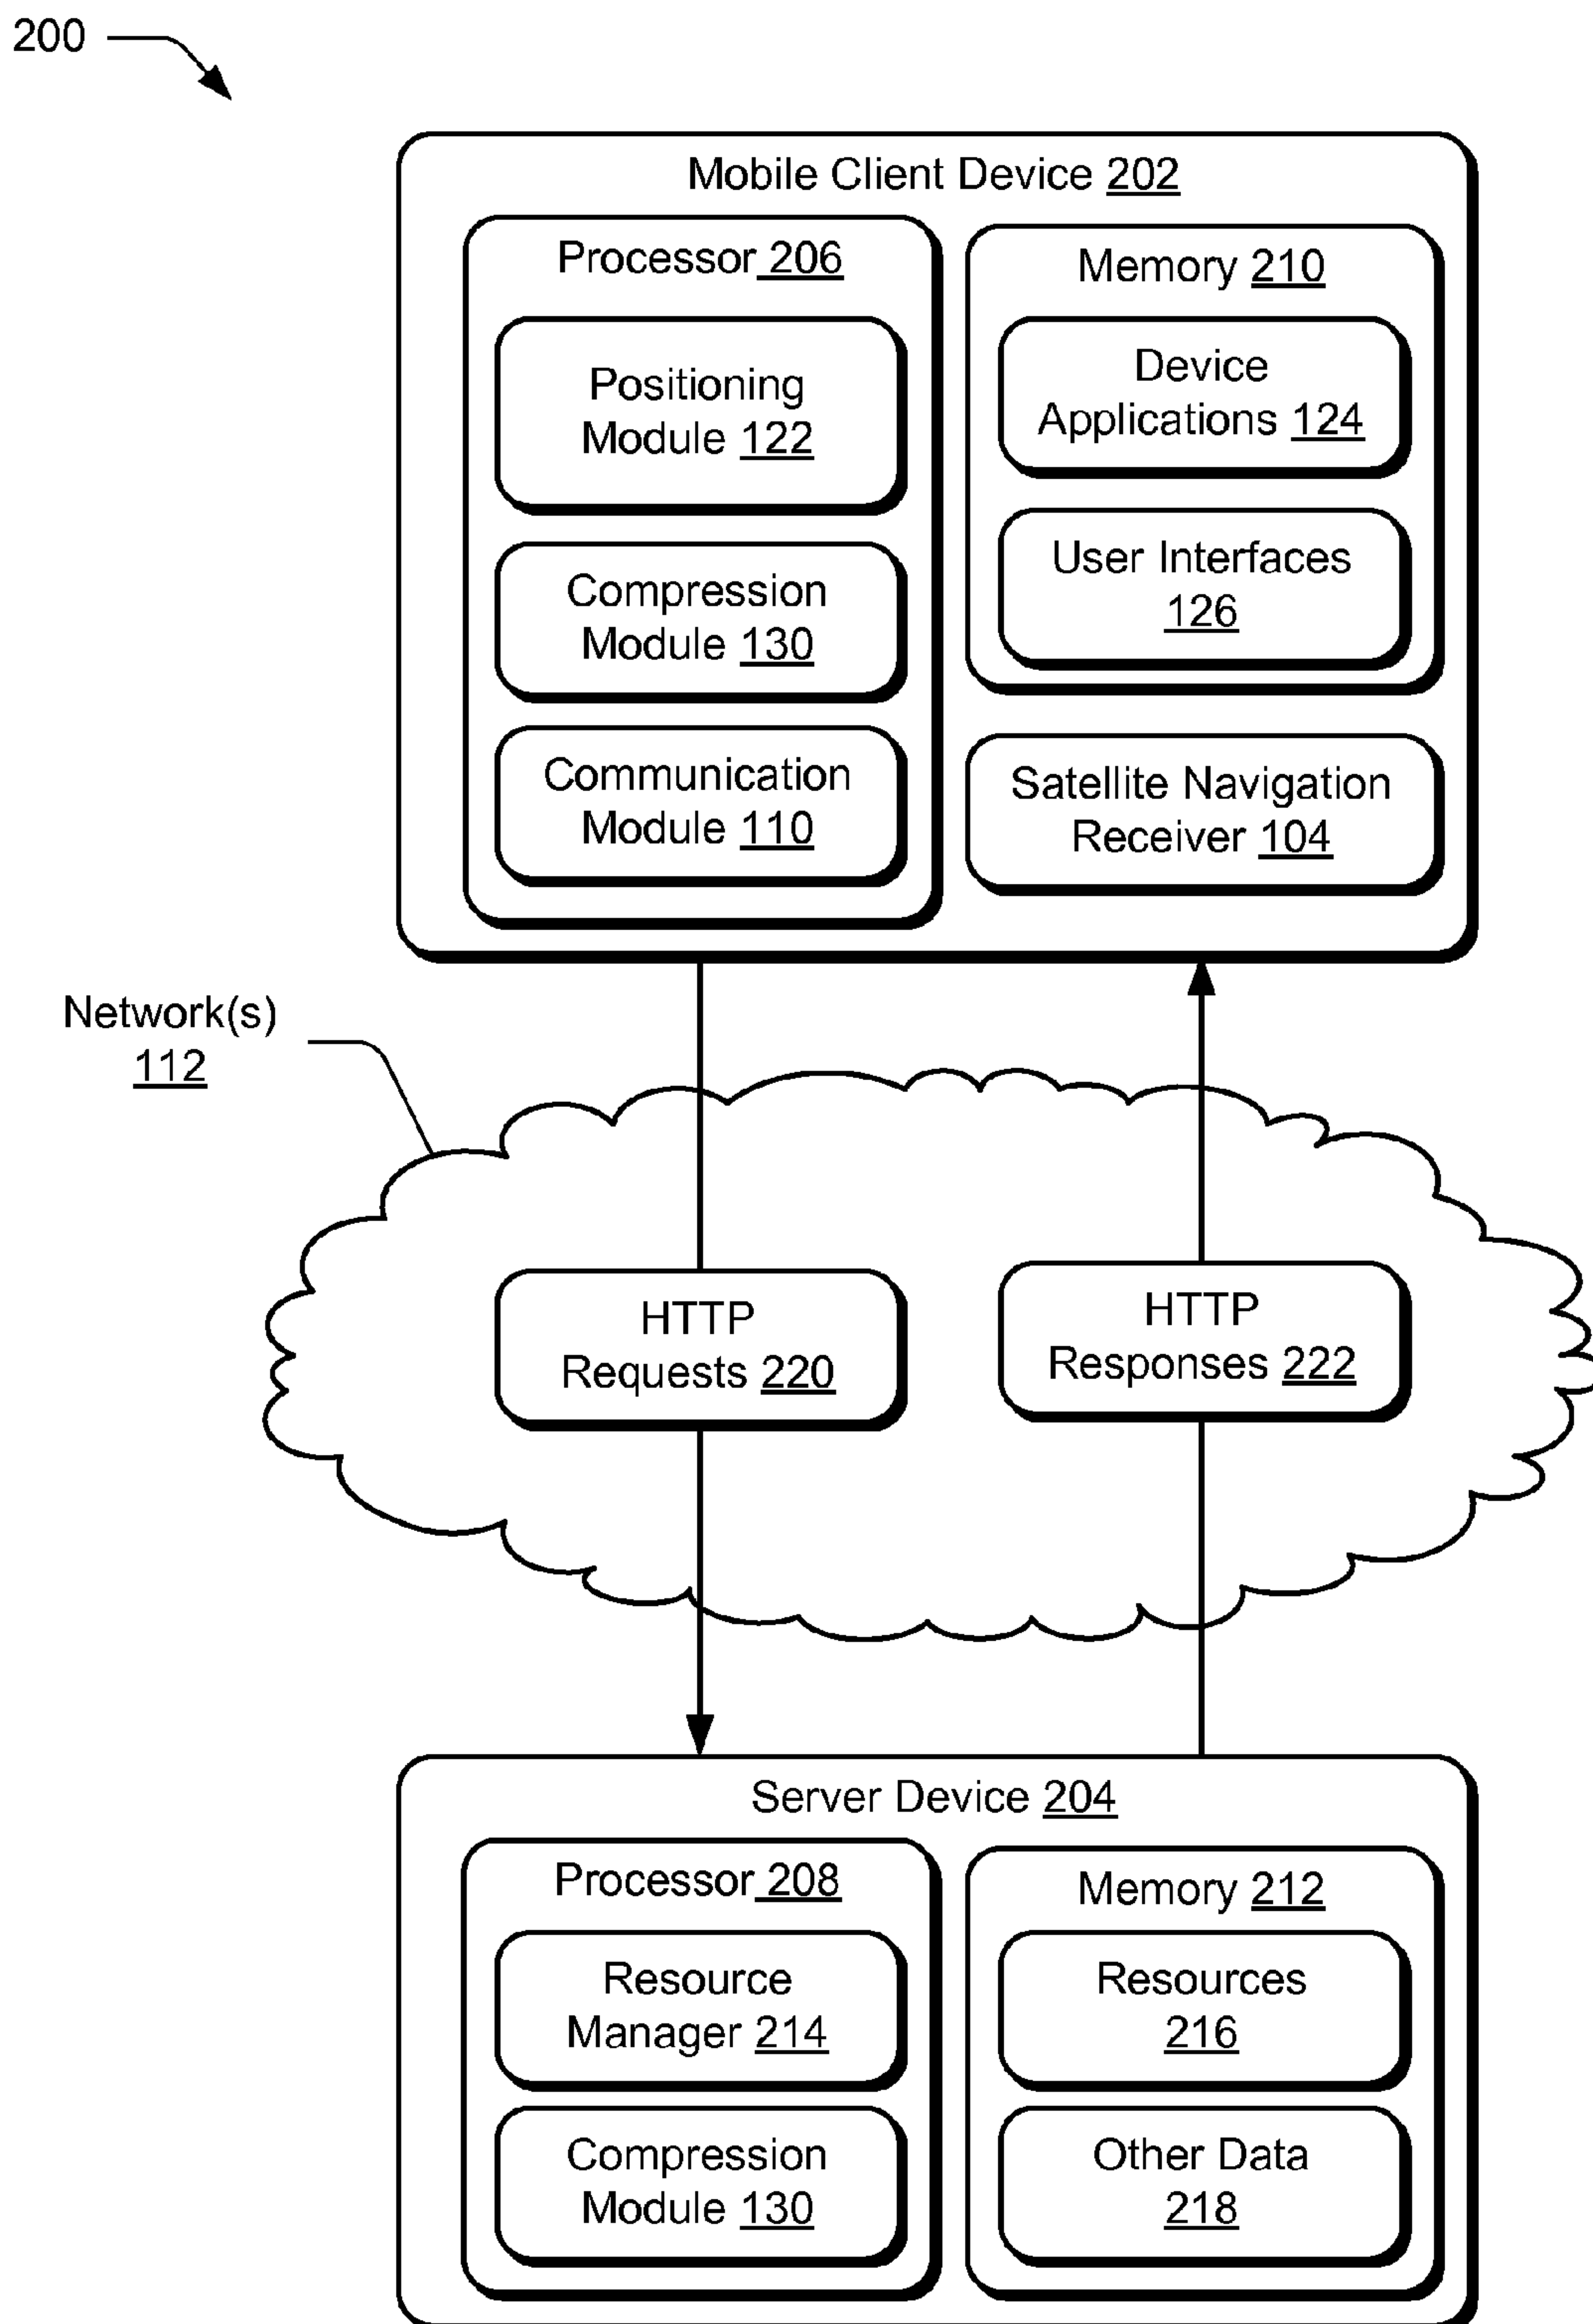 200
Mobile Client Device 202
Processor 206
Positioning
Module 122
Compression
Module 130
Communication
Module 110
Memory 210
Device
Applications 124
User Interfaces
126
Satellite Navigation
Receiver 104
Network(s)
112
HTTP
Requests 220
HTTP
Responses 222
Server Device 204
Processor 208
Resource
Manager 214
Compression
Module 130
Memory 212
Resources
216
Other Data
218